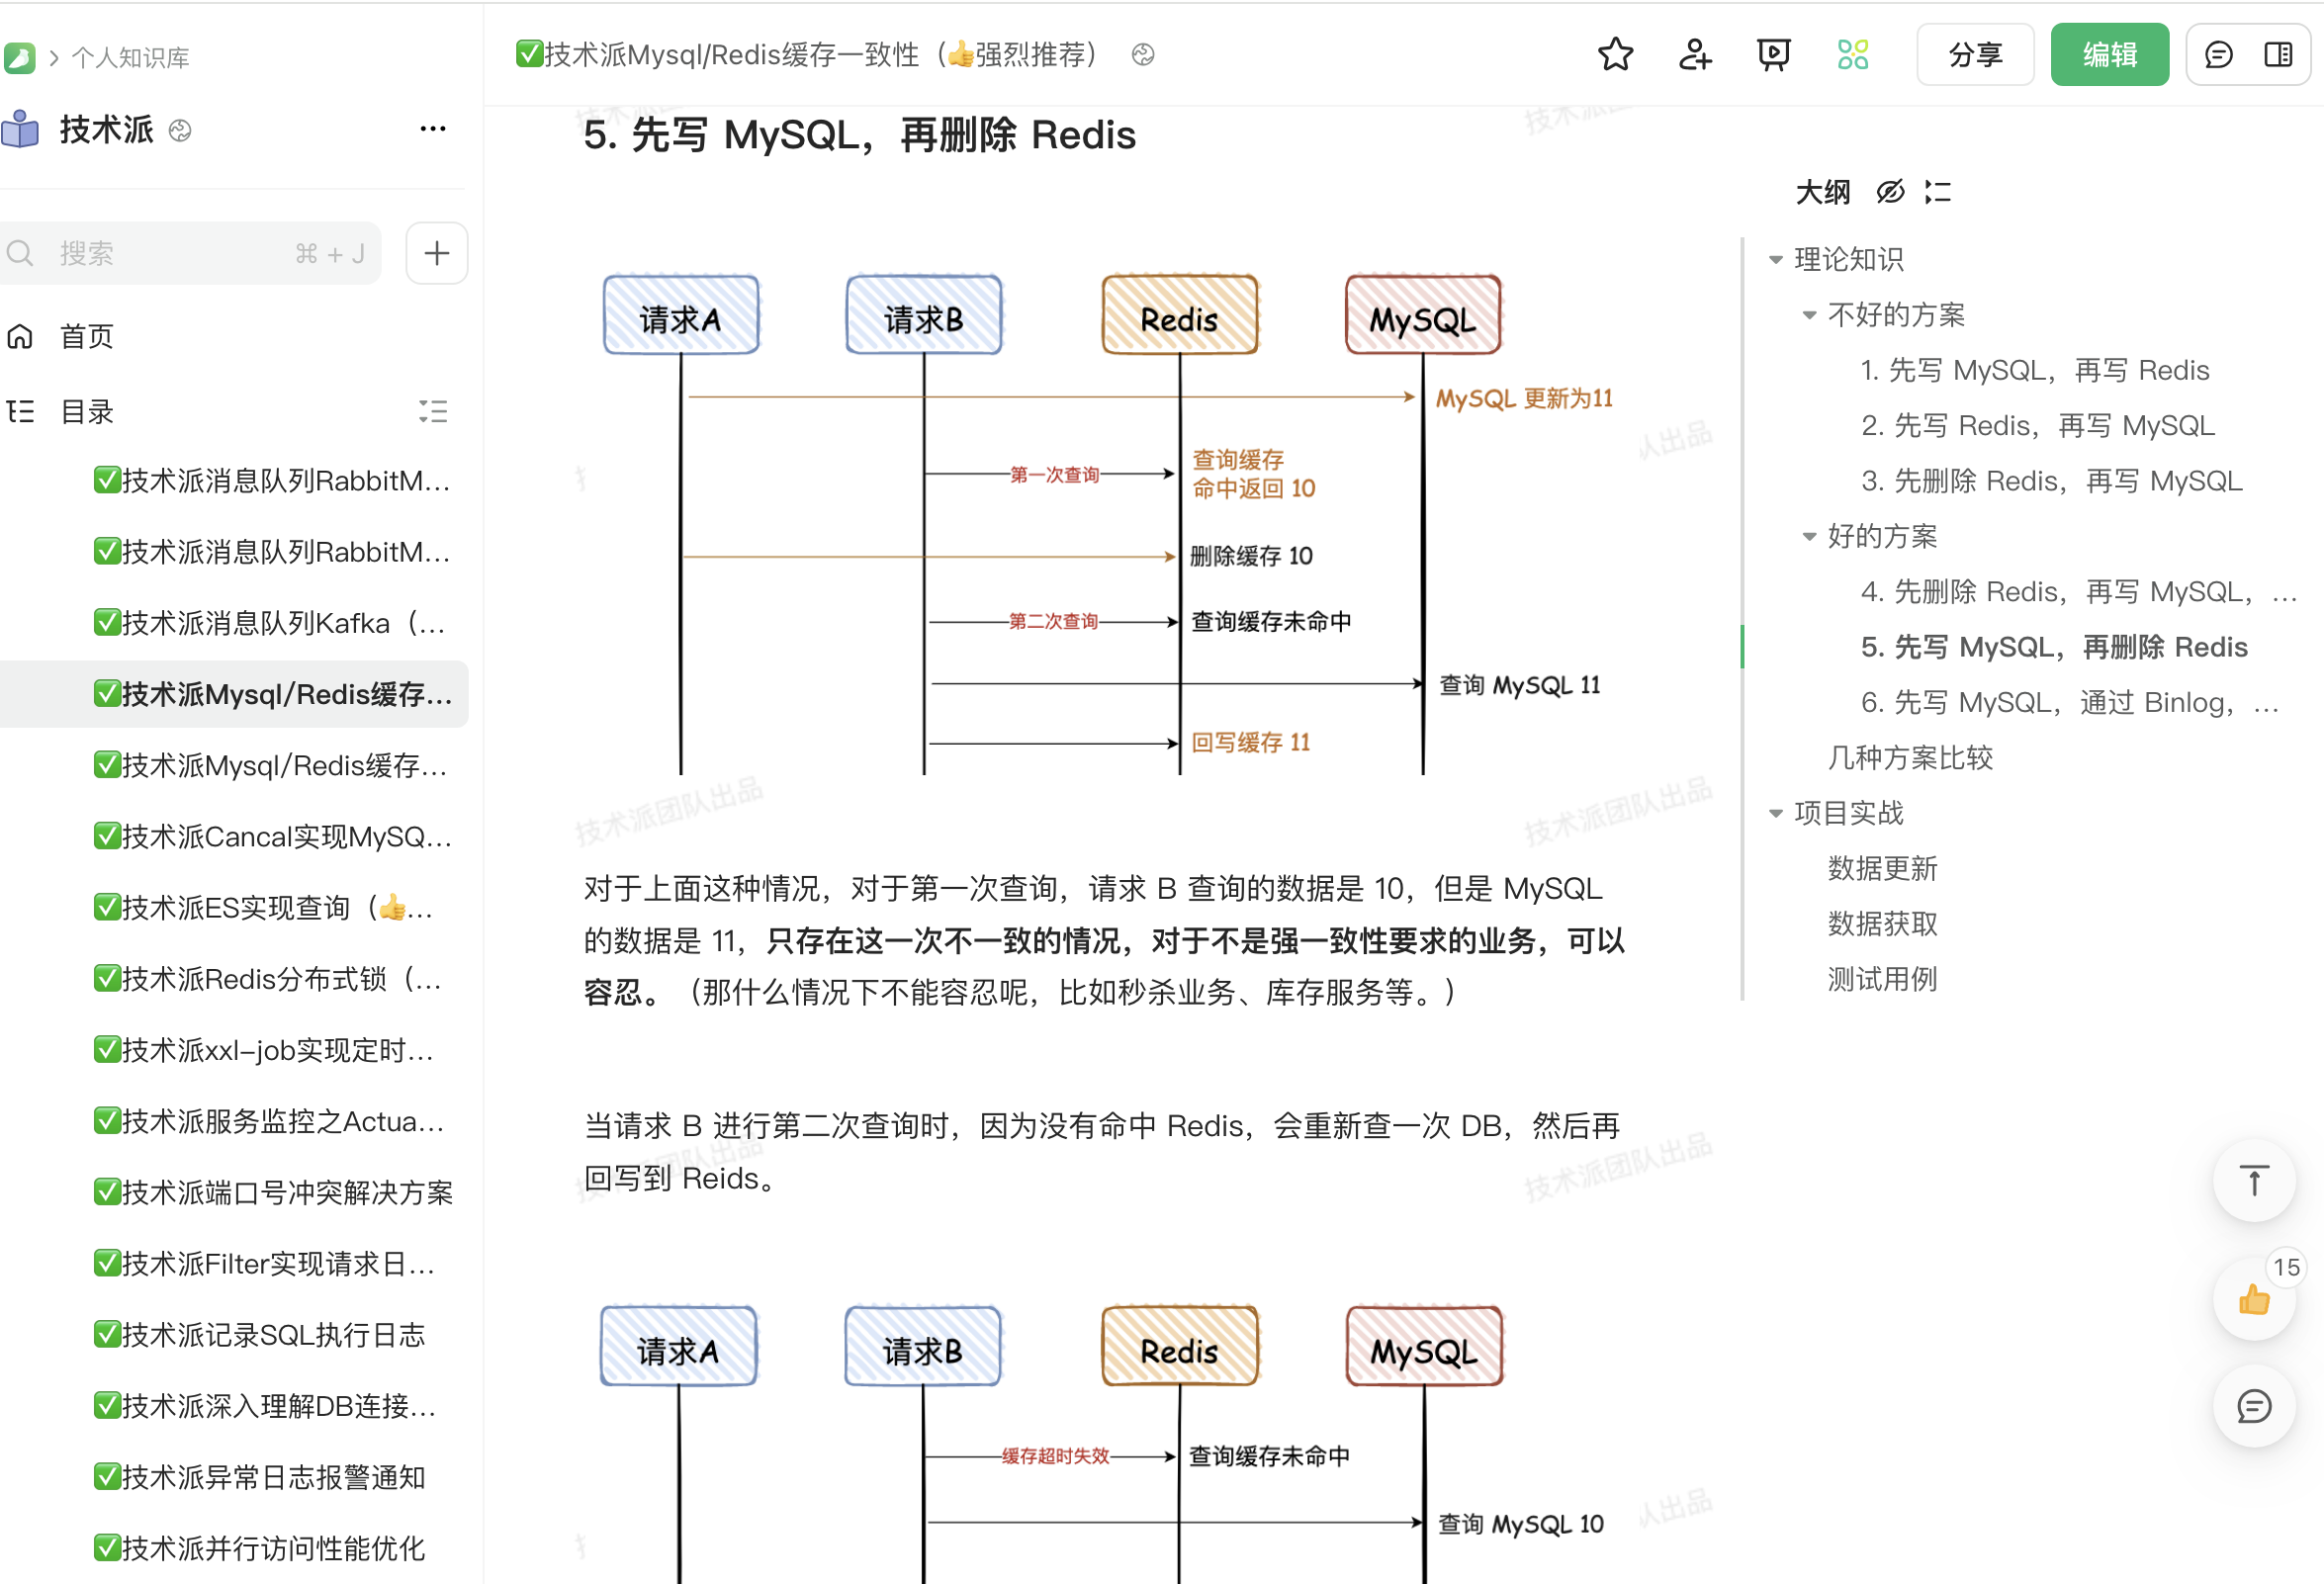 个人知识库
技术派
搜索
⌘ + J
首页
目录
✅技术派消息队列RabbitM...
✅技术派消息队列RabbitM...
✅技术派消息队列Kafka（...
✅技术派Mysql/Redis缓存...
✅技术派Mysql/Redis缓存...
✅技术派Cancal实现MySQ...
✅技术派ES实现查询（👍...
✅技术派Redis分布式锁（...
✅技术派xxl-job实现定时...
✅技术派服务监控之Actua...
✅技术派端口号冲突解决方案
✅技术派Filter实现请求日...
✅技术派记录SQL执行日志
✅技术派深入理解DB连接...
✅技术派异常日志报警通知
✅技术派并行访问性能优化
✅技术派Mysql/Redis缓存一致性（👍强烈推荐）
分享
编辑
5. 先写 MySQL，再删除 Redis
请求A
请求B
Redis
MySQL
MySQL 更新为11
第一次查询
查询缓存
命中返回 10
删除缓存 10
第二次查询
查询缓存未命中
查询 MySQL 11
回写缓存 11
对于上面这种情况，对于第一次查询，请求 B 查询的数据是 10，但是 MySQL
的数据是 11，只存在这一次不一致的情况，对于不是强一致性要求的业务，可以
容忍。（那什么情况下不能容忍呢，比如秒杀业务、库存服务等。）
当请求 B 进行第二次查询时，因为没有命中 Redis，会重新查一次 DB，然后再
回写到 Reids。
请求A
请求B
Redis
MySQL
缓存超时失效
查询缓存未命中
查询 MySQL 10
技术派团队出品
技术派团队出品
技术派团队出品
技术派团队出品
大纲
理论知识
不好的方案
1. 先写 MySQL，再写 Redis
2. 先写 Redis，再写 MySQL
3. 先删除 Redis，再写 MySQL
好的方案
4. 先删除 Redis，再写 MySQL，...
5. 先写 MySQL，再删除 Redis
6. 先写 MySQL，通过 Binlog，...
几种方案比较
项目实战
数据更新
数据获取
测试用例
15